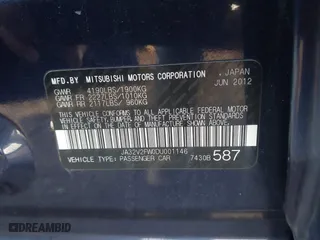 MFD.BY MITSUBISHI MOTORS CORPORATION , JAPAN
JUN 2012
GVWR 4190LBS/1900KG
GAWR FR 2227LBS/1010KG
GAWR RR 2117LBS/ 960KG
THIS VEHICLE CONFORMS TO ALL APPLICABLE FEDERAL
MOTOR VEHICLE SAFETY, BUMPER, AND THEFT
PREVENTION STANDARDS IN EFFECT ON THE DATE OF
MANUFACTURE SHOWN ABOVE.
JA32V2FW0DU001146
TYPE: PASSENGER CAR 7430B 587
© DREAMBID.COM